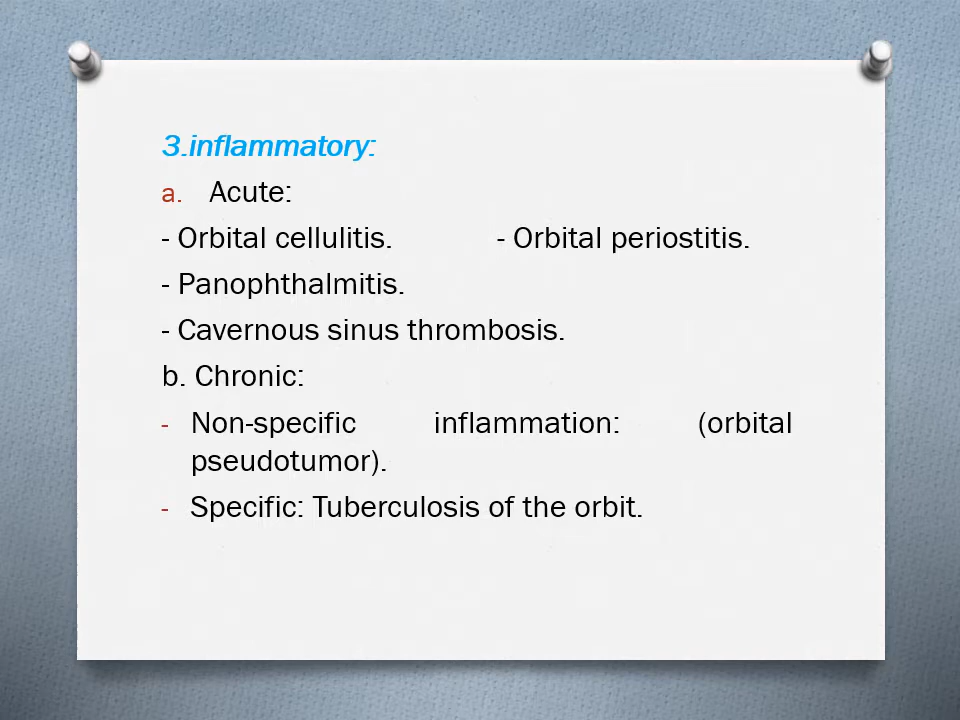 3.inflammatory:
a. Acute:
- Orbital cellulitis. - Orbital periostitis.
- Panophthalmitis.
- Cavernous sinus thrombosis.
b. Chronic:
- Non-specific inflammation: (orbital
pseudotumor).
- Specific: Tuberculosis of the orbit.